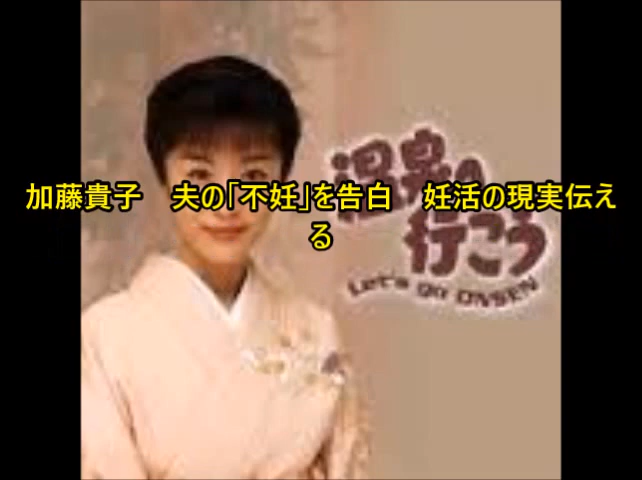 加藤貴子　夫の「不妊」を告白　妊活の現実伝え
る
温泉へ
行こう
Let's go ONSEN